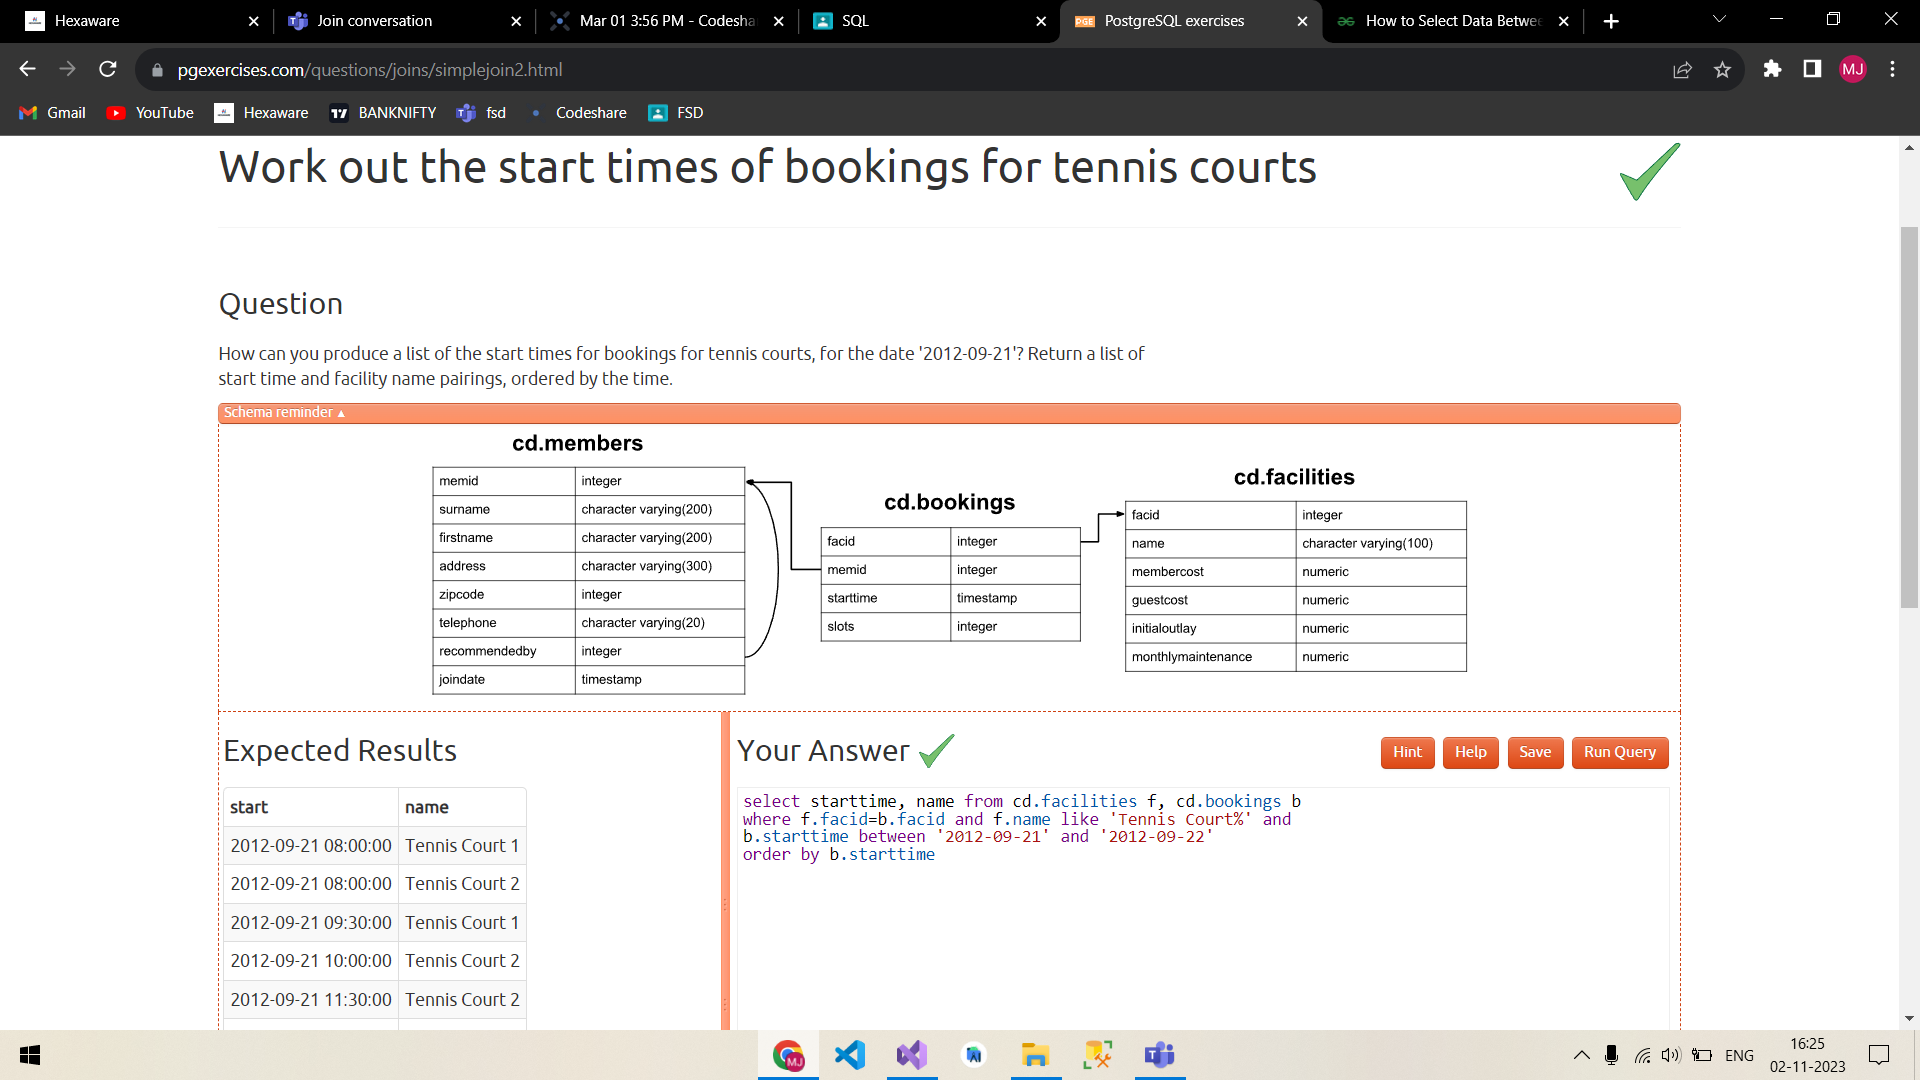 Hexaware
Join conversation
Mar 01 3:56 PM - Codesha
SQL
PGE PostgreSQL exercises
How to Select Data Betwee
pgexercises.com/questions/joins/simplejoin2.html
MJ
Gmail
YouTube
Hexaware
BANKNIFTY
fsd
Codeshare
FSD
Work out the start times of bookings for tennis courts
Question
How can you produce a list of the start times for bookings for tennis courts, for the date '2012-09-21'? Return a list of
start time and facility name pairings, ordered by the time.
Schema reminder ▲
cd.members
memid integer
surname character varying(200)
firstname character varying(200)
address character varying(300)
zipcode integer
telephone character varying(20)
recommendedby integer
joindate timestamp
cd.bookings
facid integer
memid integer
starttime timestamp
slots integer
cd.facilities
facid integer
name character varying(100)
membercost numeric
guestcost numeric
initialoutlay numeric
monthlymaintenance numeric
Expected Results
start name
2012-09-21 08:00:00 Tennis Court 1
2012-09-21 08:00:00 Tennis Court 2
2012-09-21 09:30:00 Tennis Court 1
2012-09-21 10:00:00 Tennis Court 2
2012-09-21 11:30:00 Tennis Court 2
Your Answer
Hint Help Save Run Query
select starttime, name from cd.facilities f, cd.bookings b
where f.facid=b.facid and f.name like 'Tennis Court%' and
b.starttime between '2012-09-21' and '2012-09-22'
order by b.starttime
MJ
ENG
16:25
02-11-2023